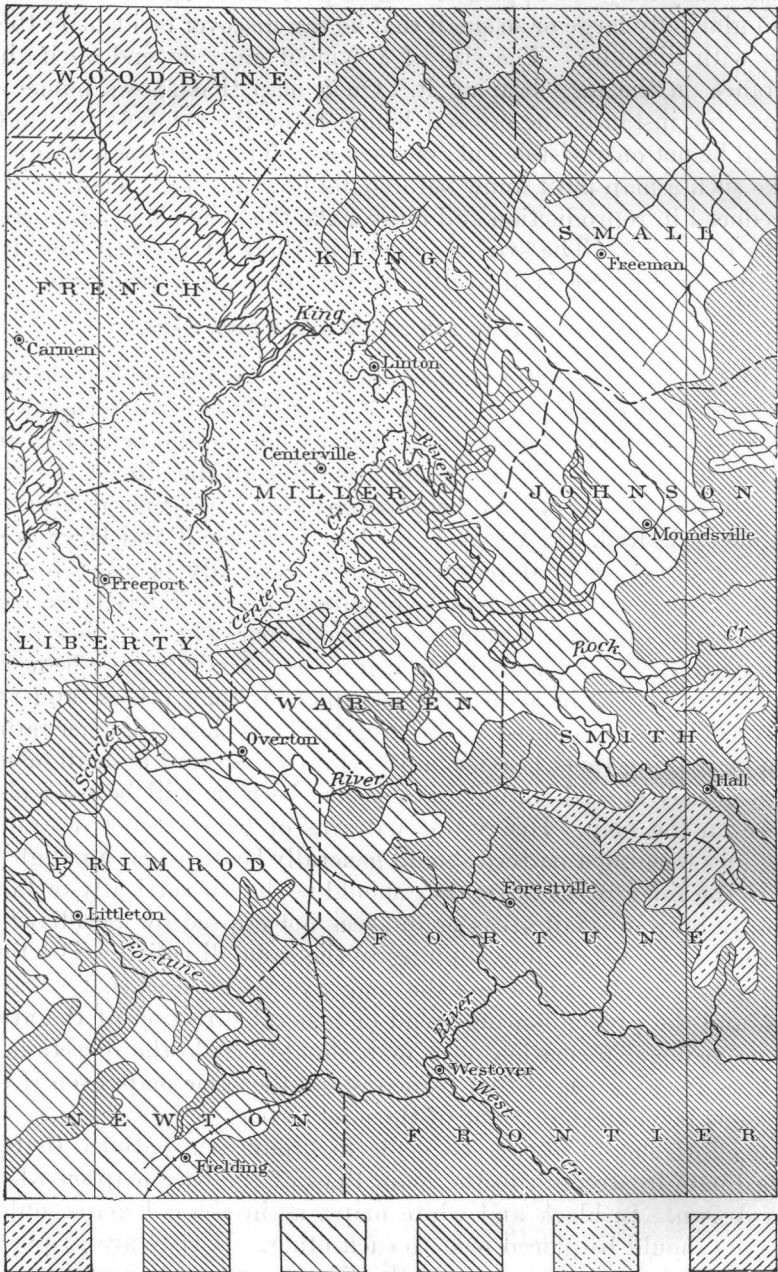 WOODBINE
SMALL
Freeman
KING
FRENCH
King
Carmen
Linton
River
Centerville
MILLER
JOHNSON
Cr
Moundsville
Freeport
Center
LIBERTY
Rock
Cr
WARREN
Scarlet
Overton
SMITH
River
Hall
PRIMROD
Forestville
Littleton
FORTUNE
Fortune
River
Westover
West
NEWTON
FRONTIER
Cr
Fielding